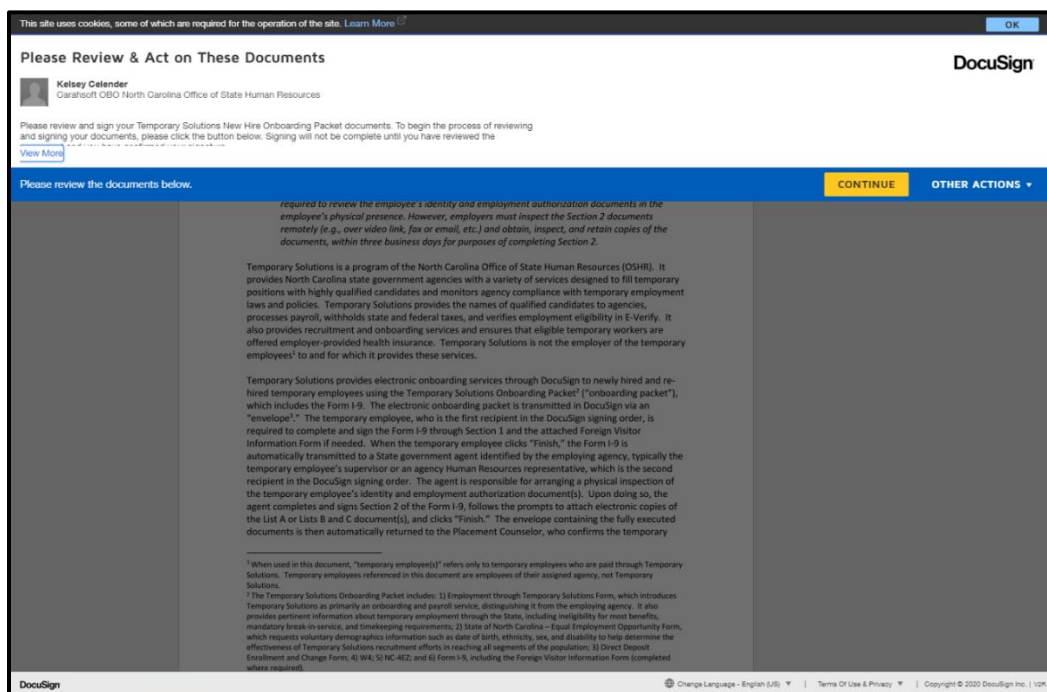 This site uses cookies, some of which are required for the operation of the site. Learn More
OK
Please Review & Act on These Documents
DocuSign
Kelsey Celender
Carahsoft OBO North Carolina Office of State Human Resources
Please review and sign your Temporary Solutions New Hire Onboarding Packet documents. To begin the process of reviewing
and signing your documents, please click the button below. Signing will not be complete until you have reviewed the
View More
Please review the documents below.
CONTINUE
OTHER ACTIONS
required to review the employee's identity and employment authorization documents in the
employee's physical presence. However, employers must inspect the Section 2 documents
remotely (e.g., over video link, fax or email, etc.) and obtain, inspect, and retain copies of the
documents, within three business days for purposes of completing Section 2.
Temporary Solutions is a program of the North Carolina Office of State Human Resources (OSHR). It
provides North Carolina state government agencies with a variety of services designed to fill temporary
positions with highly qualified candidates and monitors agency compliance with temporary employment
laws and policies. Temporary Solutions provides the names of qualified candidates to agencies,
processes payroll, withholds state and federal taxes, and verifies employment eligibility in E-Verify. It
also provides recruitment and onboarding services and ensures that eligible temporary workers are
offered employer-provided health insurance. Temporary Solutions is not the employer of the temporary
employees¹ to and for which it provides these services.
Temporary Solutions provides electronic onboarding services through DocuSign to newly hired and re-
hired temporary employees using the Temporary Solutions Onboarding Packet² ("onboarding packet"),
which includes the Form I-9. The electronic onboarding packet is transmitted in DocuSign via an
"envelope³." The temporary employee, who is the first recipient in the DocuSign signing order, is
required to complete and sign the Form I-9 through Section 1 and the attached Foreign Visitor
Information Form if needed. When the temporary employee clicks "Finish," the Form I-9 is
automatically transmitted to a State government agent identified by the employing agency, typically the
temporary employee's supervisor or an agency Human Resources representative, which is the second
recipient in the DocuSign signing order. The agent is responsible for arranging a physical inspection of
the temporary employee's identity and employment authorization document(s). Upon doing so, the
agent completes and signs Section 2 of the Form I-9, follows the prompts to attach electronic copies of
the List A or Lists B and C document(s), and clicks "Finish." The envelope containing the fully executed
documents is then automatically returned to the Placement Counselor, who confirms the temporary
¹ When used in this document, "temporary employee(s)" refers only to temporary employees who are paid through Temporary
Solutions. Temporary employees referenced in this document are employees of their assigned agency, not Temporary
Solutions.
² The Temporary Solutions Onboarding Packet includes: 1) Employment through Temporary Solutions Form, which introduces
Temporary Solutions as primarily an onboarding and payroll service, distinguishing it from the employing agency. It also
provides pertinent information about temporary employment through the State, including ineligibility for most benefits,
mandatory break-in-service, and timekeeping requirements; 2) State of North Carolina – Equal Employment Opportunity Form,
which requests voluntary demographics information such as date of birth, ethnicity, sex, and disability to help determine the
effectiveness of Temporary Solutions recruitment efforts in reaching all segments of the population; 3) Direct Deposit
Enrollment and Change Form; 4) W4; 5) NC-4EZ; and 6) Form I-9, including the Foreign Visitor Information Form (completed
where required).
DocuSign
Change Language - English (US) | Terms Of Use & Privacy | Copyright © 2020 DocuSign Inc. | V2R